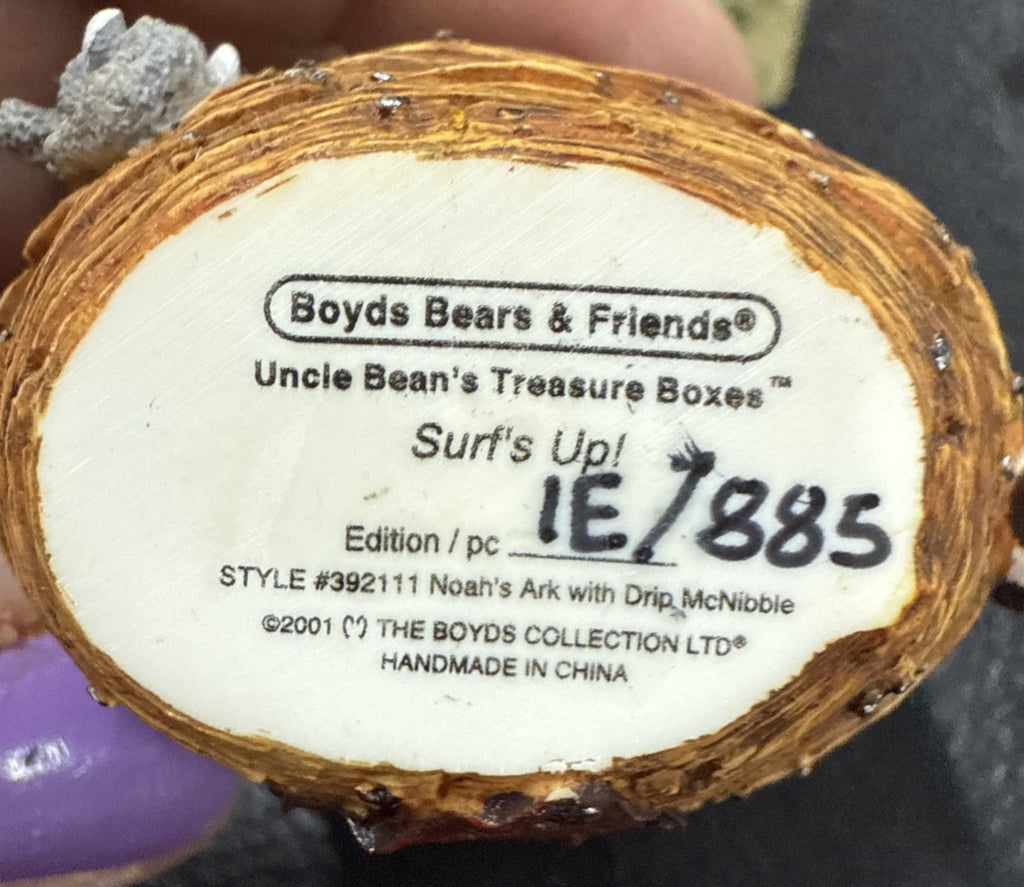 Boyds Bears & Friends®
Uncle Bean's Treasure Boxes™
Surf's Up!
Edition / pc 1E/885
STYLE #392111 Noah's Ark with Drip McNibble
©2001 THE BOYDS COLLECTION LTD®
HANDMADE IN CHINA